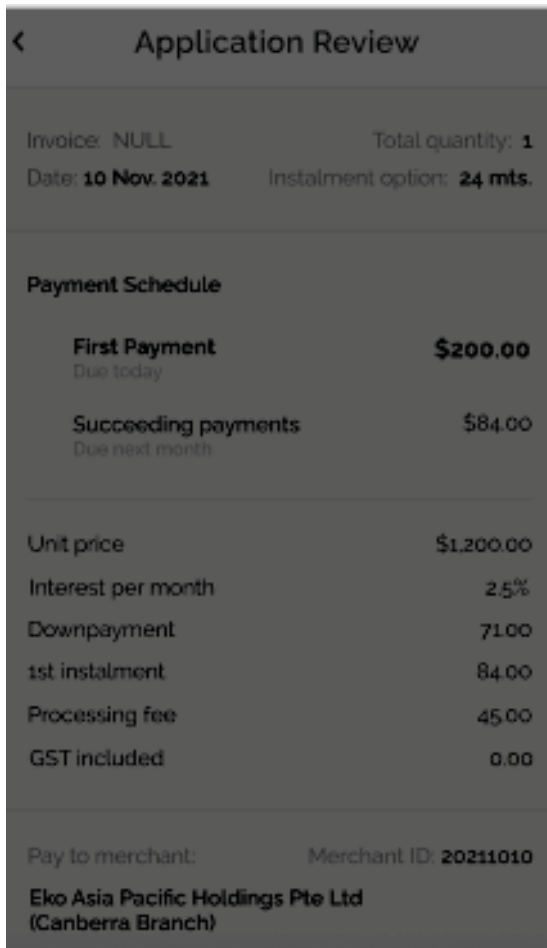 Application Review
Invoice: NULL Total quantity: 1
Date: 10 Nov. 2021 Instalment option: 24 mts.
Payment Schedule
First Payment $200.00
Due today
Succeeding payments $84.00
Due next month
Unit price $1,200.00
Interest per month 2.5%
Downpayment 71.00
1st instalment 84.00
Processing fee 45.00
GST included 0.00
Pay to merchant: Merchant ID: 20211010
Eko Asia Pacific Holdings Pte Ltd
(Canberra Branch)